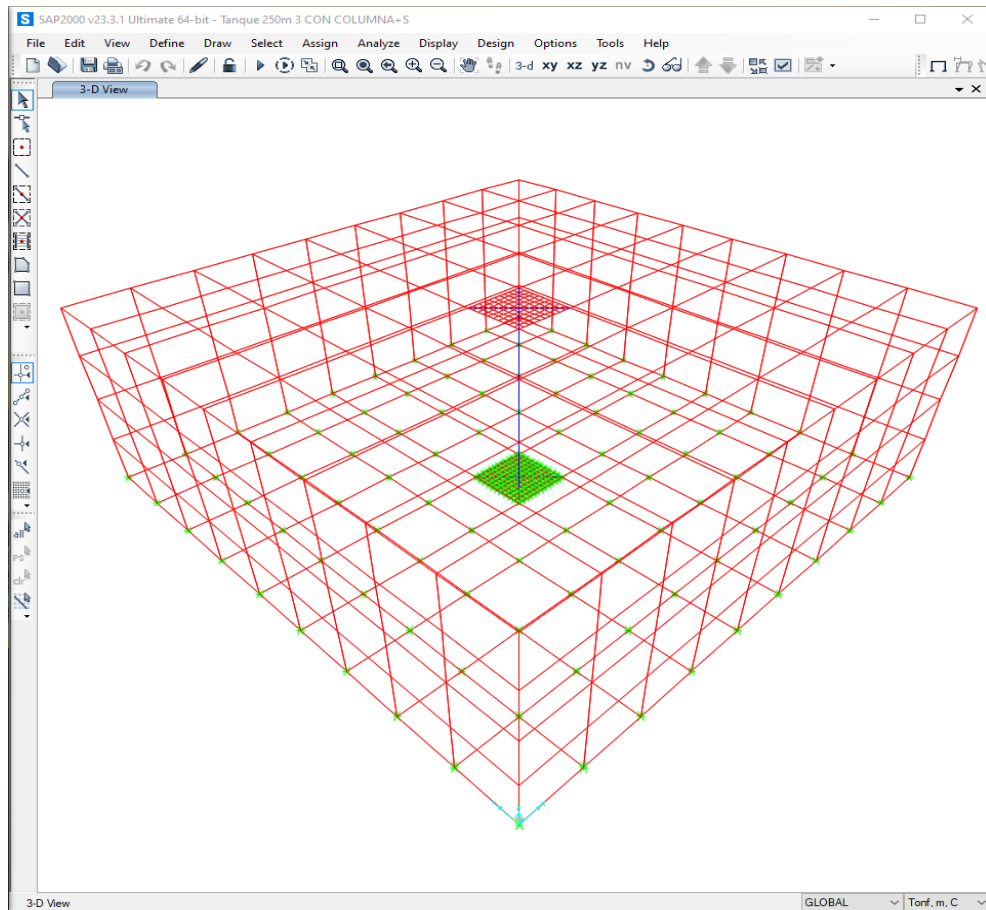 S SAP2000 v23.3.1 Ultimate 64-bit - Tanque 250m 3 CON COLUMNA+S
File Edit View Define Draw Select Assign Analyze Display Design Options Tools Help
3-d xy xz yz nv
3-D View
all
ps
clr
3-D View GLOBAL Tonf, m, C